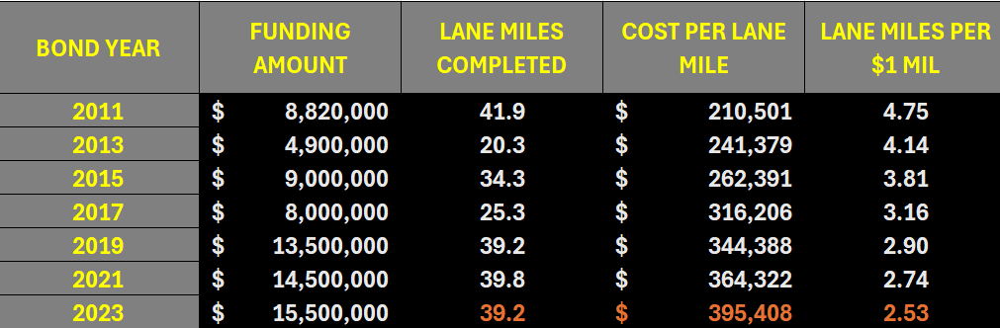 BOND YEAR FUNDING AMOUNT LANE MILES COMPLETED COST PER LANE MILE LANE MILES PER $1 MIL
2011 $ 8,820,000 41.9 $ 210,501 4.75
2013 $ 4,900,000 20.3 $ 241,379 4.14
2015 $ 9,000,000 34.3 $ 262,391 3.81
2017 $ 8,000,000 25.3 $ 316,206 3.16
2019 $ 13,500,000 39.2 $ 344,388 2.90
2021 $ 14,500,000 39.8 $ 364,322 2.74
2023 $ 15,500,000 39.2 $ 395,408 2.53